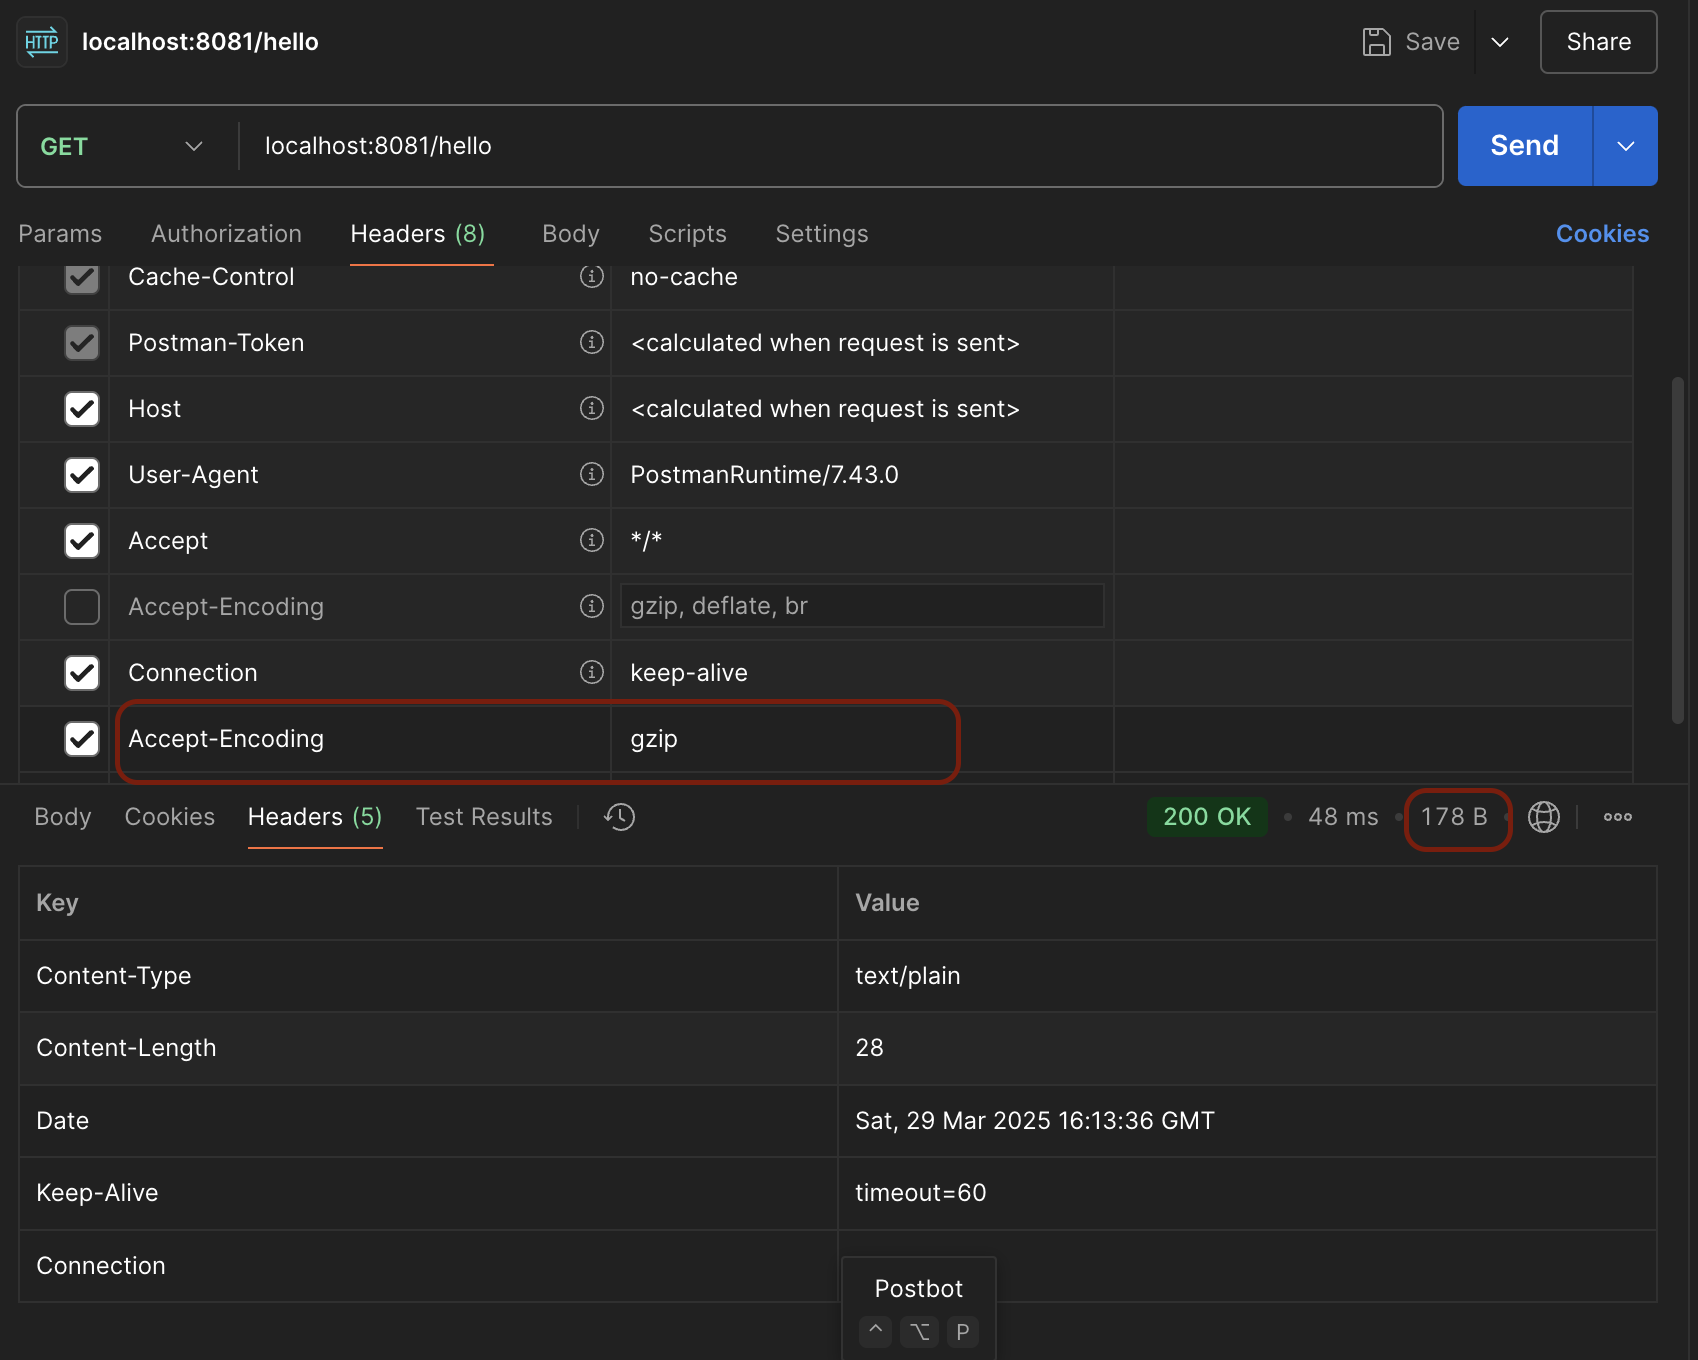 HTTP localhost:8081/hello Save Share
GET localhost:8081/hello Send
Params Authorization Headers (8) Body Scripts Settings Cookies
Cache-Control no-cache
Postman-Token <calculated when request is sent>
Host <calculated when request is sent>
User-Agent PostmanRuntime/7.43.0
Accept */*
Accept-Encoding gzip, deflate, br
Connection keep-alive
Accept-Encoding gzip
Body Cookies Headers (5) Test Results 200 OK • 48 ms • 178 B
Key Value
Content-Type text/plain
Content-Length 28
Date Sat, 29 Mar 2025 16:13:36 GMT
Keep-Alive timeout=60
Connection
Postbot
^ ⌥ P